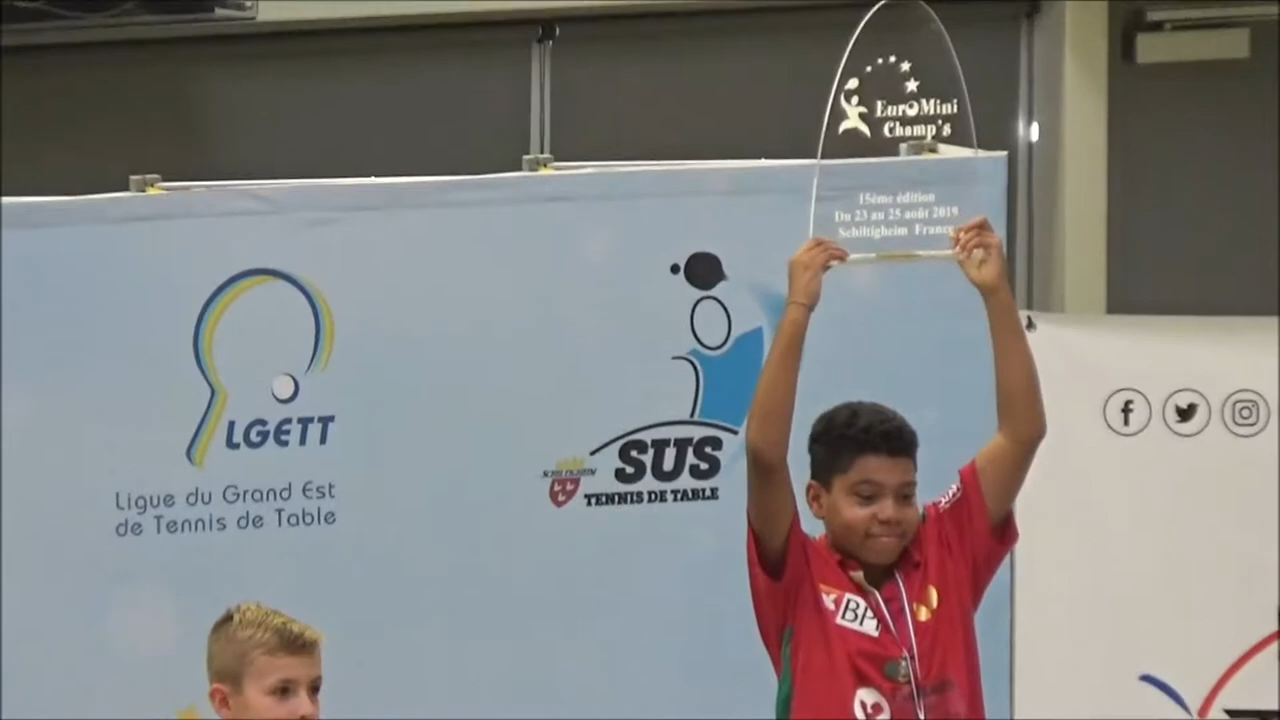 EuroMini
Champ's
15ème édition
Du 23 au 25 août 2019
Schiltigheim France
LGETT
Ligue du Grand Est
de Tennis de Table
SUS
TENNIS DE TABLE
BPI